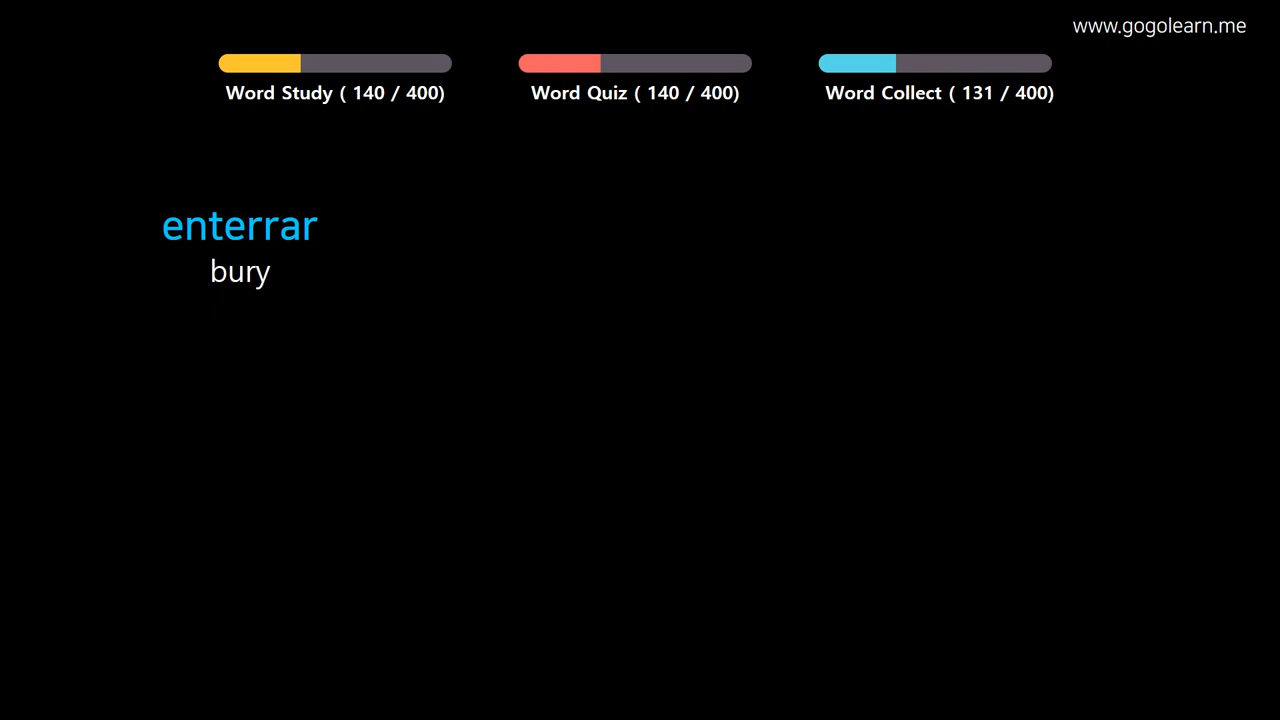 www.gogolearn.me
Word Study ( 140 / 400)
Word Quiz ( 140 / 400)
Word Collect ( 131 / 400)
enterrar
bury